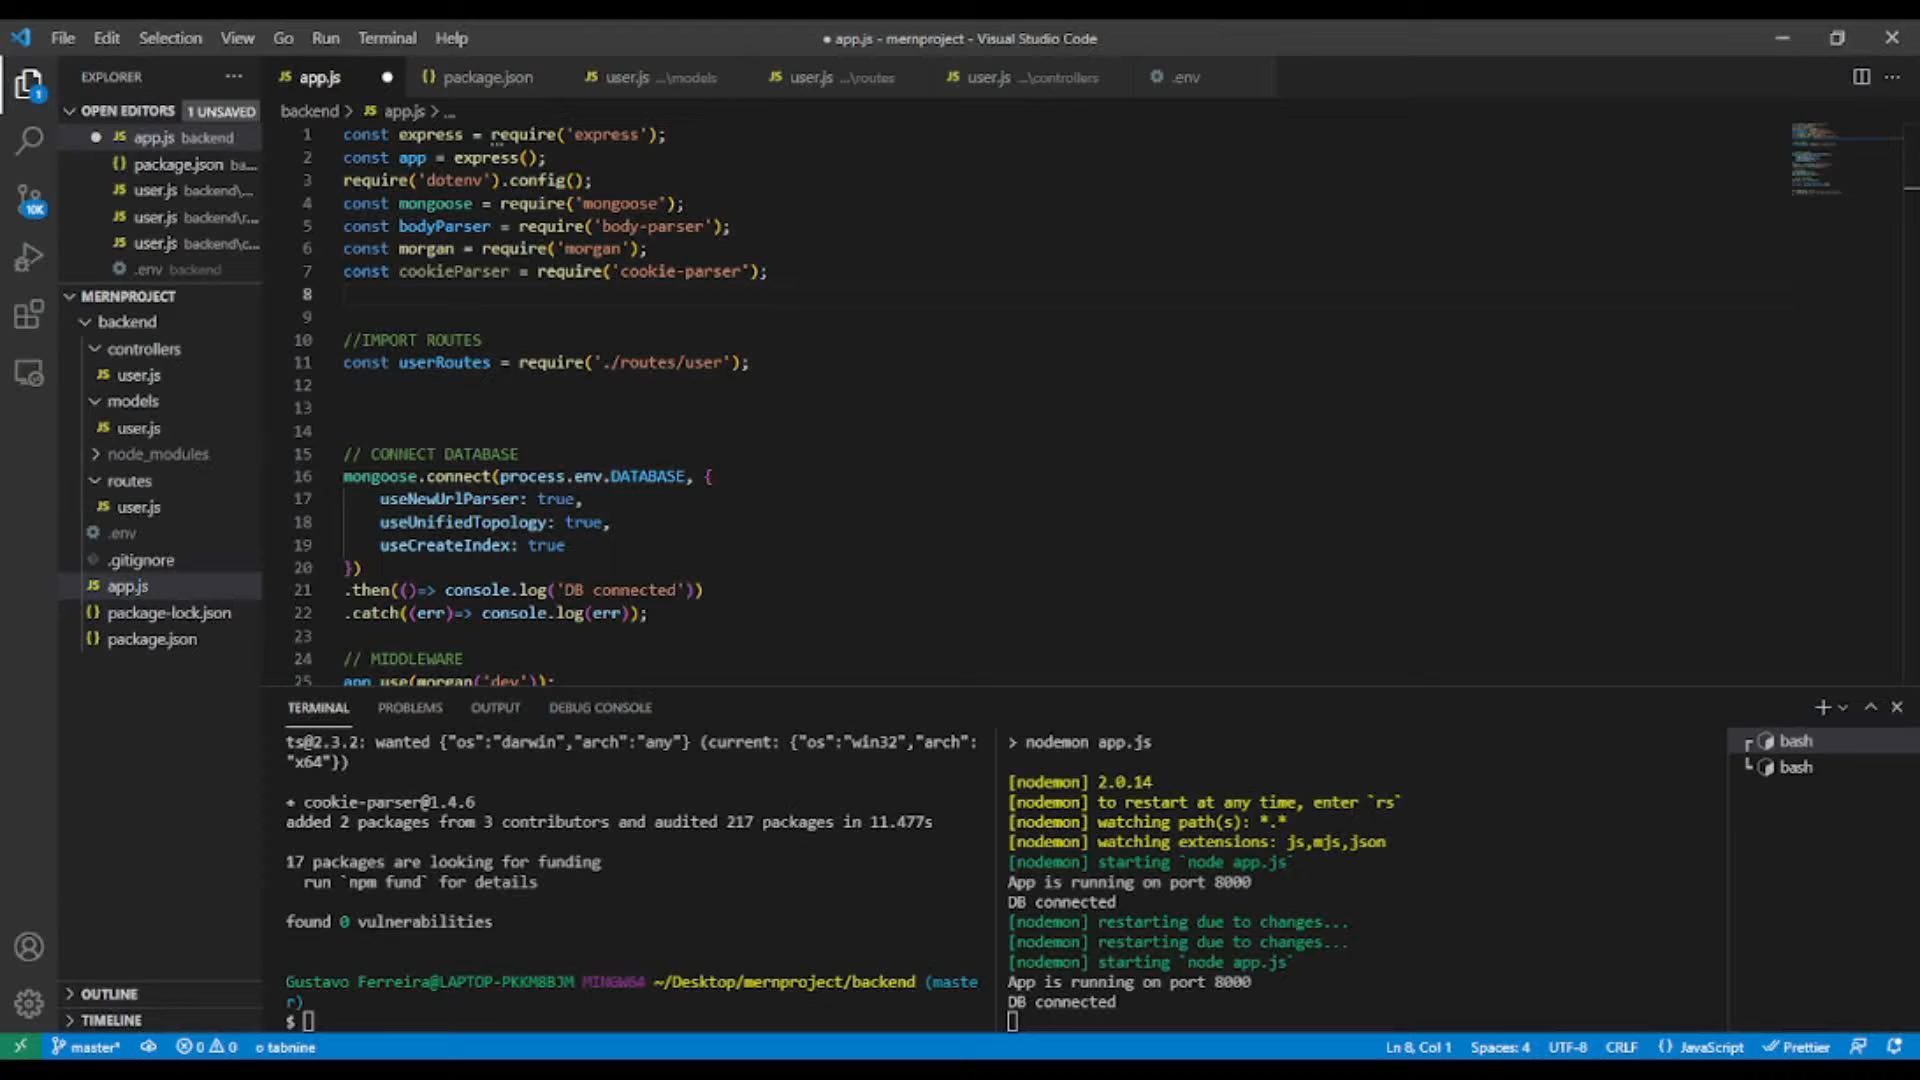 File Edit Selection View Go Run Terminal Help
● app.js - mernproject - Visual Studio Code
EXPLORER
OPEN EDITORS 1 UNSAVED
JS app.js backend
{} package.json ba...
JS user.js backend\...
JS user.js backend\r...
JS user.js backend\c...
.env backend
MERNPROJECT
backend
controllers
JS user.js
models
JS user.js
node_modules
routes
JS user.js
.env
.gitignore
JS app.js
{} package-lock.json
{} package.json
OUTLINE
TIMELINE
1
10K
JS app.js ● {} package.json JS user.js ...\models JS user.js ...\routes JS user.js ...\controllers .env
backend > JS app.js > ...
1 const express = require('express');
2 const app = express();
3 require('dotenv').config();
4 const mongoose = require('mongoose');
5 const bodyParser = require('body-parser');
6 const morgan = require('morgan');
7 const cookieParser = require('cookie-parser');
8
9
10 //IMPORT ROUTES
11 const userRoutes = require('./routes/user');
12
13
14
15 // CONNECT DATABASE
16 mongoose.connect(process.env.DATABASE, {
17 useNewUrlParser: true,
18 useUnifiedTopology: true,
19 useCreateIndex: true
20 })
21 .then(()=> console.log('DB connected'))
22 .catch((err)=> console.log(err));
23
24 // MIDDLEWARE
25 app.use(morgan('dev'));
TERMINAL PROBLEMS OUTPUT DEBUG CONSOLE
ts@2.3.2: wanted {"os":"darwin","arch":"any"} (current: {"os":"win32","arch":
"x64"})
+ cookie-parser@1.4.6
added 2 packages from 3 contributors and audited 217 packages in 11.477s
17 packages are looking for funding
run `npm fund` for details
found 0 vulnerabilities
Gustavo Ferreira@LAPTOP-PKKM8BJM MINGW64 ~/Desktop/mernproject/backend (maste
r)
$
> nodemon app.js
[nodemon] 2.0.14
[nodemon] to restart at any time, enter `rs`
[nodemon] watching path(s): *.*
[nodemon] watching extensions: js,mjs,json
[nodemon] starting `node app.js`
App is running on port 8000
DB connected
[nodemon] restarting due to changes...
[nodemon] restarting due to changes...
[nodemon] starting `node app.js`
App is running on port 8000
DB connected
bash
bash
master* 0 0 tabnine
Ln 8, Col 1 Spaces: 4 UTF-8 CRLF {} JavaScript Prettier